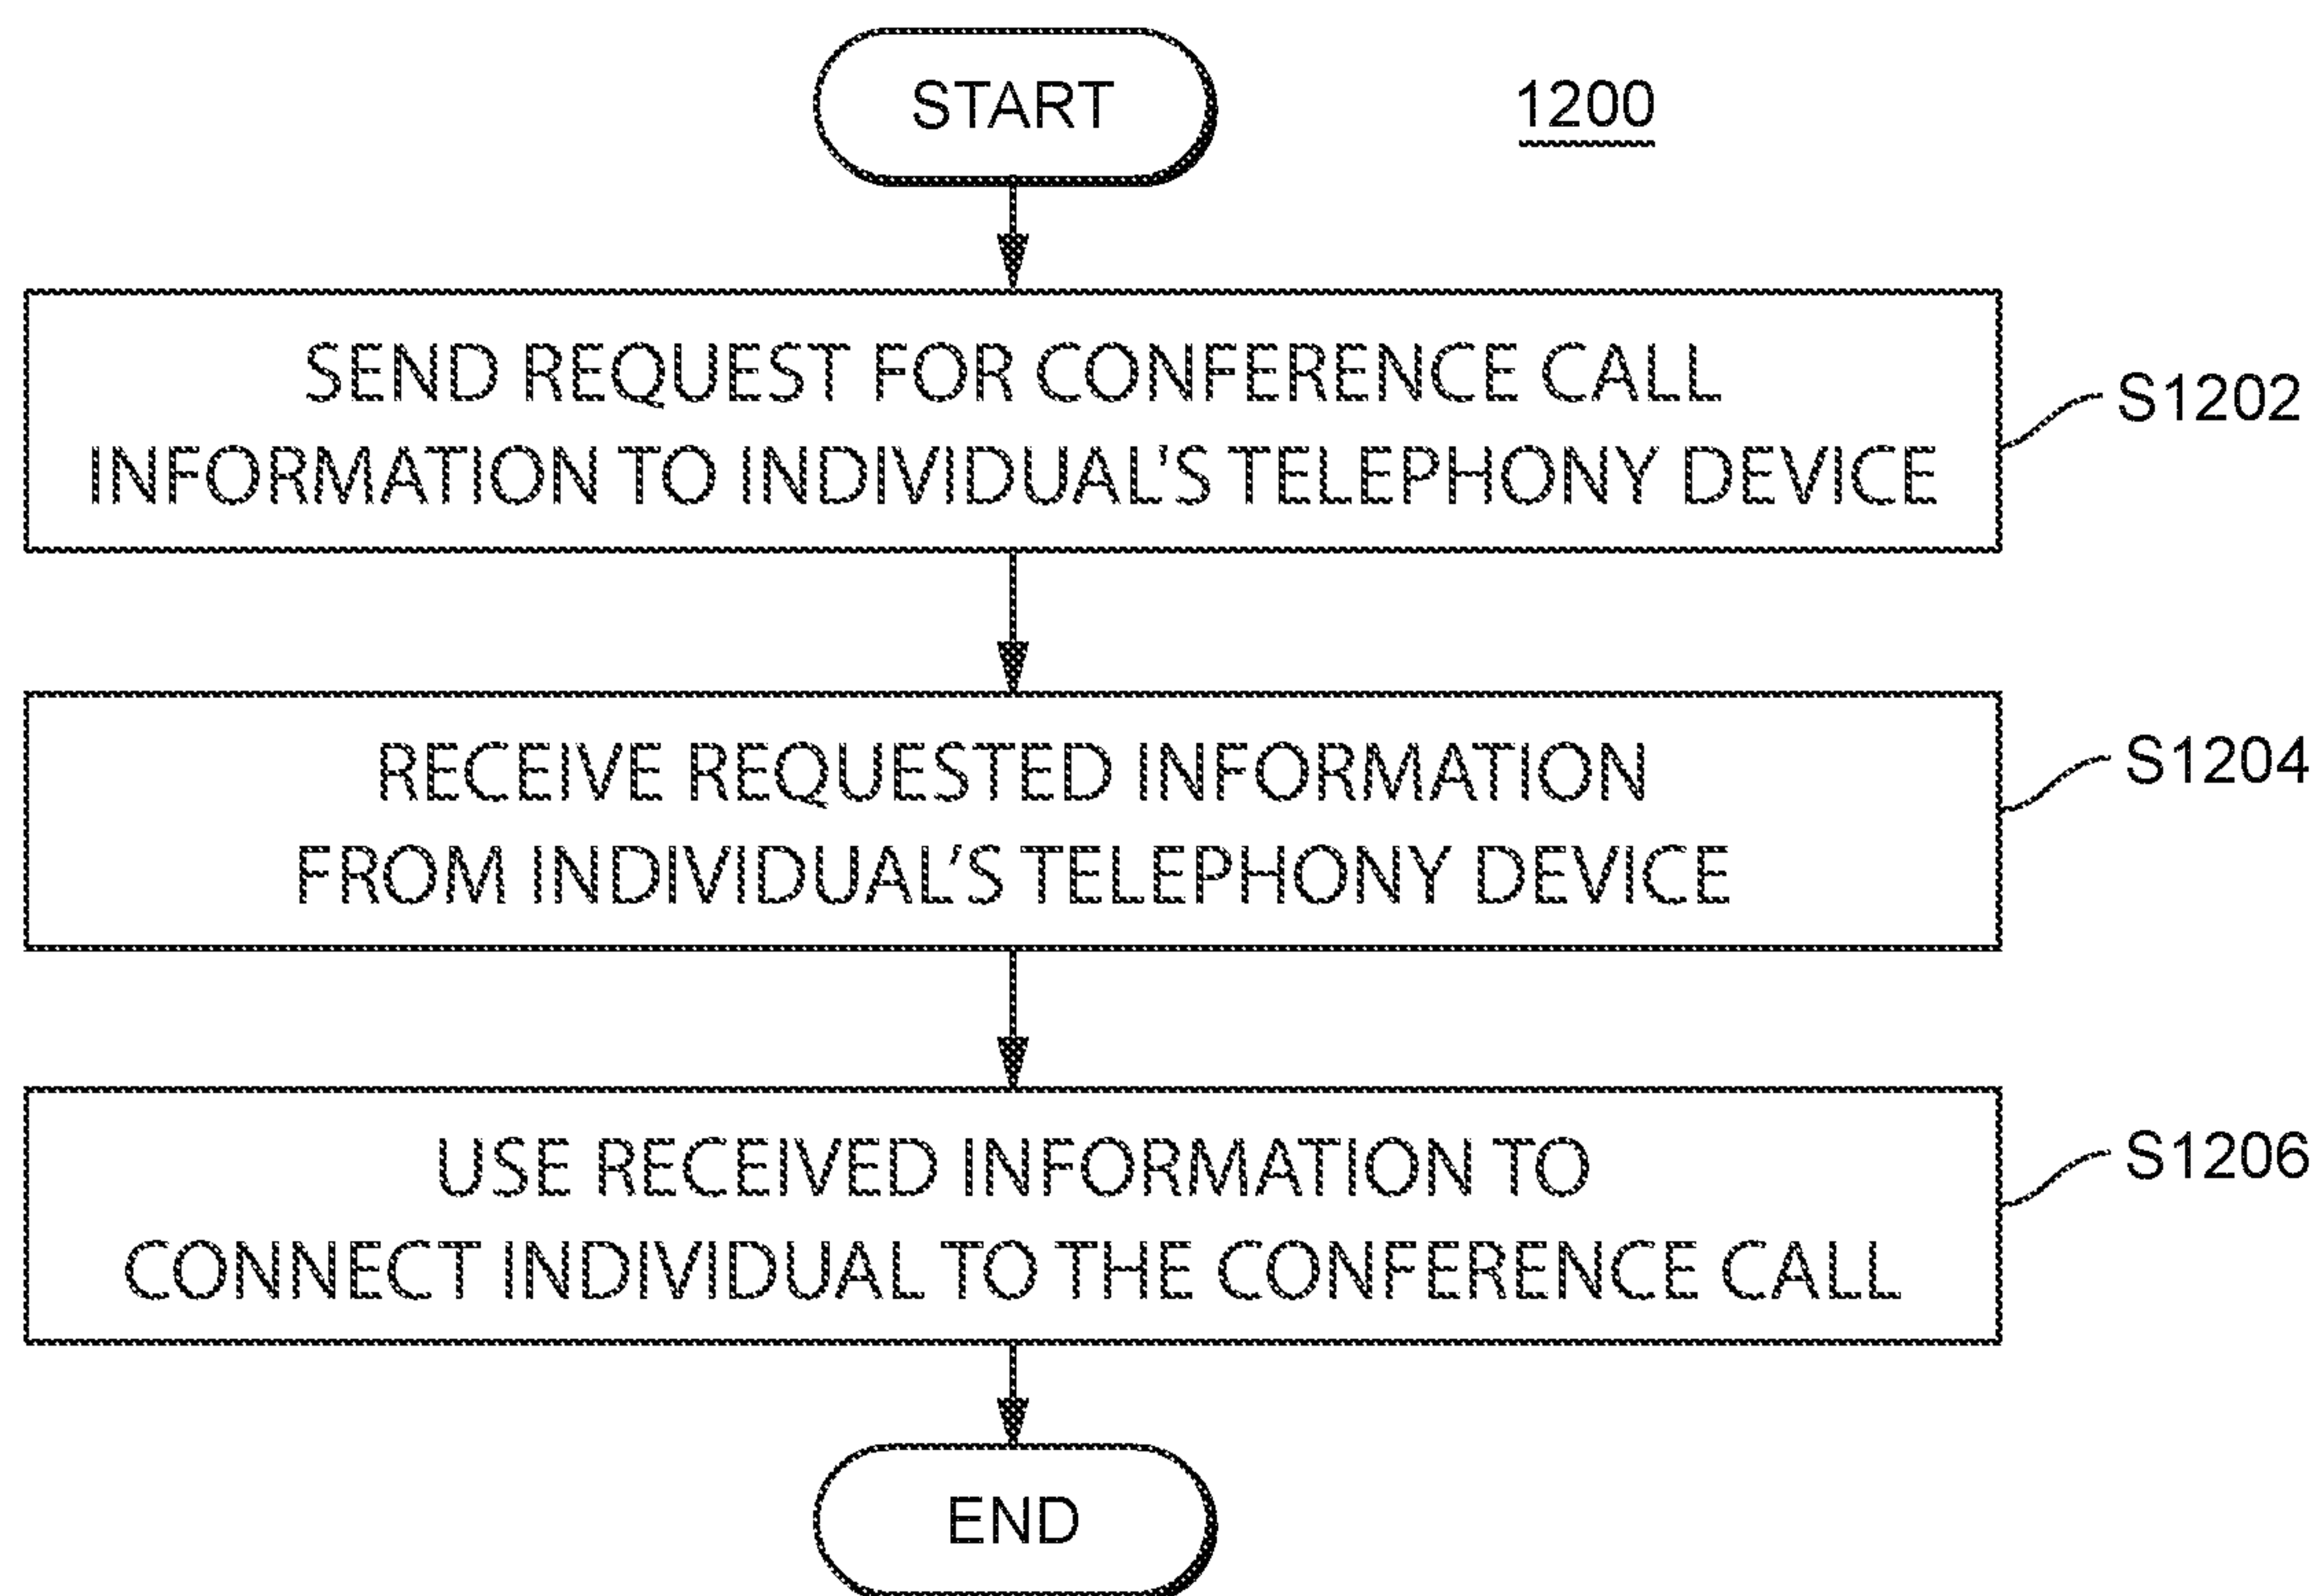 START
1200
SEND REQUEST FOR CONFERENCE CALL
INFORMATION TO INDIVIDUAL'S TELEPHONY DEVICE
S1202
RECEIVE REQUESTED INFORMATION
FROM INDIVIDUAL'S TELEPHONY DEVICE
S1204
USE RECEIVED INFORMATION TO
CONNECT INDIVIDUAL TO THE CONFERENCE CALL
S1206
END